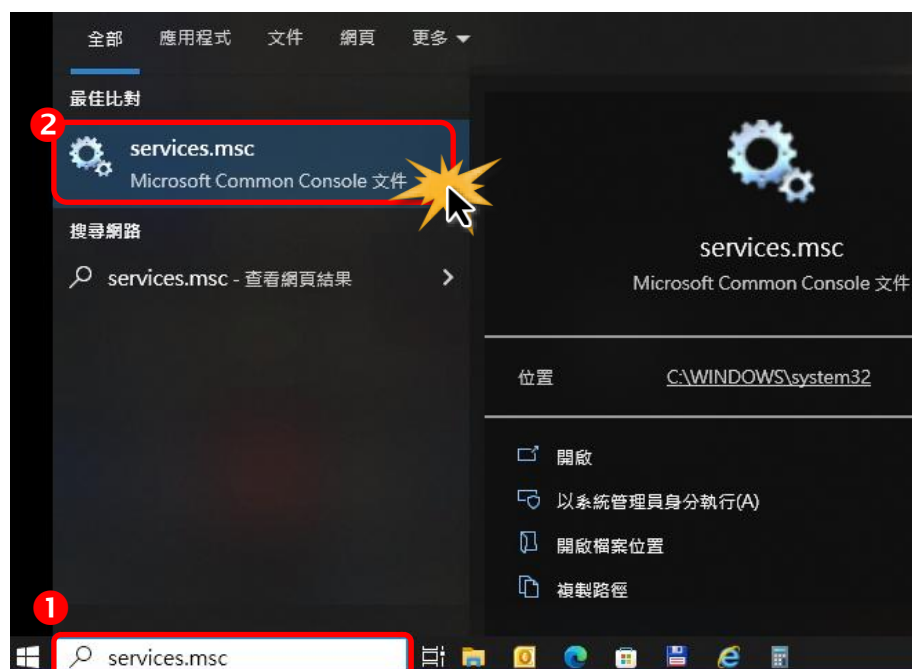 全部 應用程式 文件 網頁 更多
最佳比對
2
services.msc
Microsoft Common Console 文件
搜尋網路
services.msc - 查看網頁結果
services.msc
Microsoft Common Console 文件
位置 C:\WINDOWS\system32
開啟
以系統管理員身分執行(A)
開啟檔案位置
複製路徑
1
services.msc